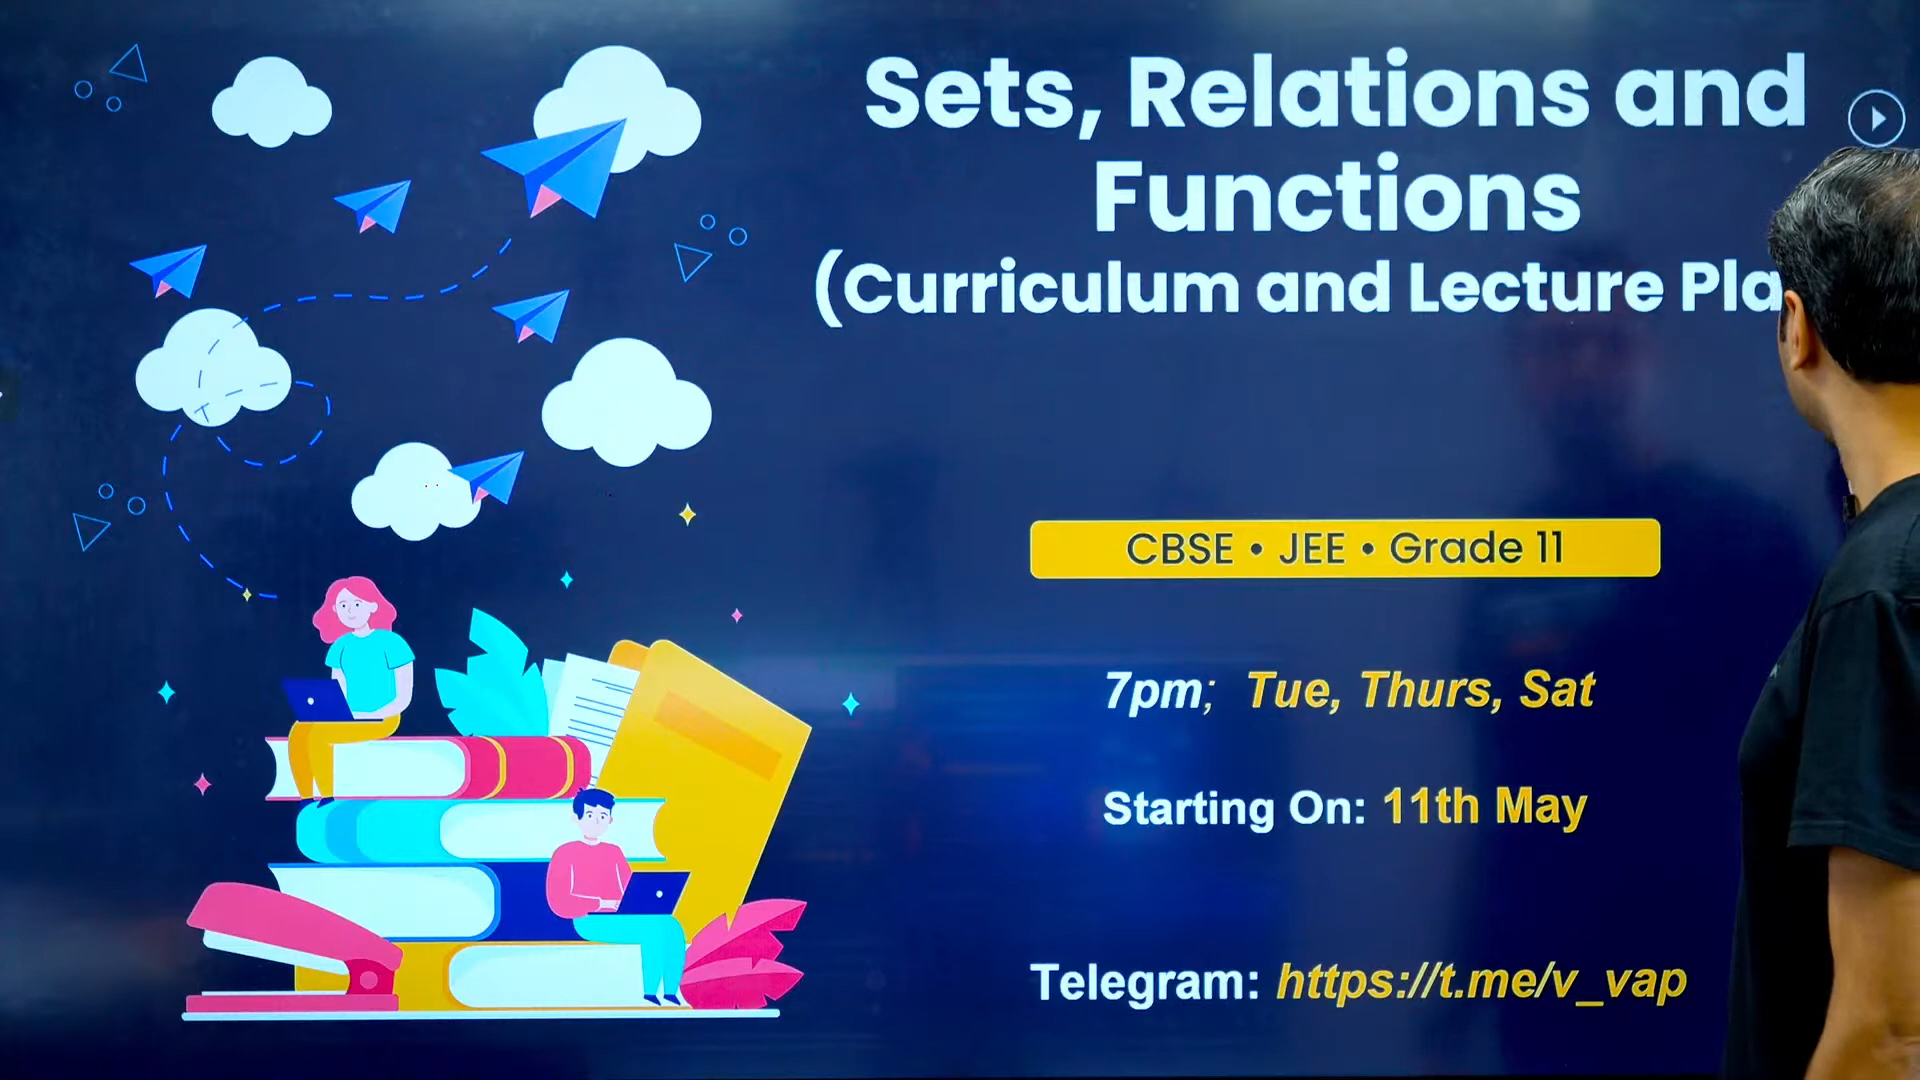 Sets, Relations and
Functions
(Curriculum and Lecture
CBSE • JEE • Grade 11
7pm; Tue, Thurs, Sat
Starting On: 11th May
Telegram: https://t.me/v_vap